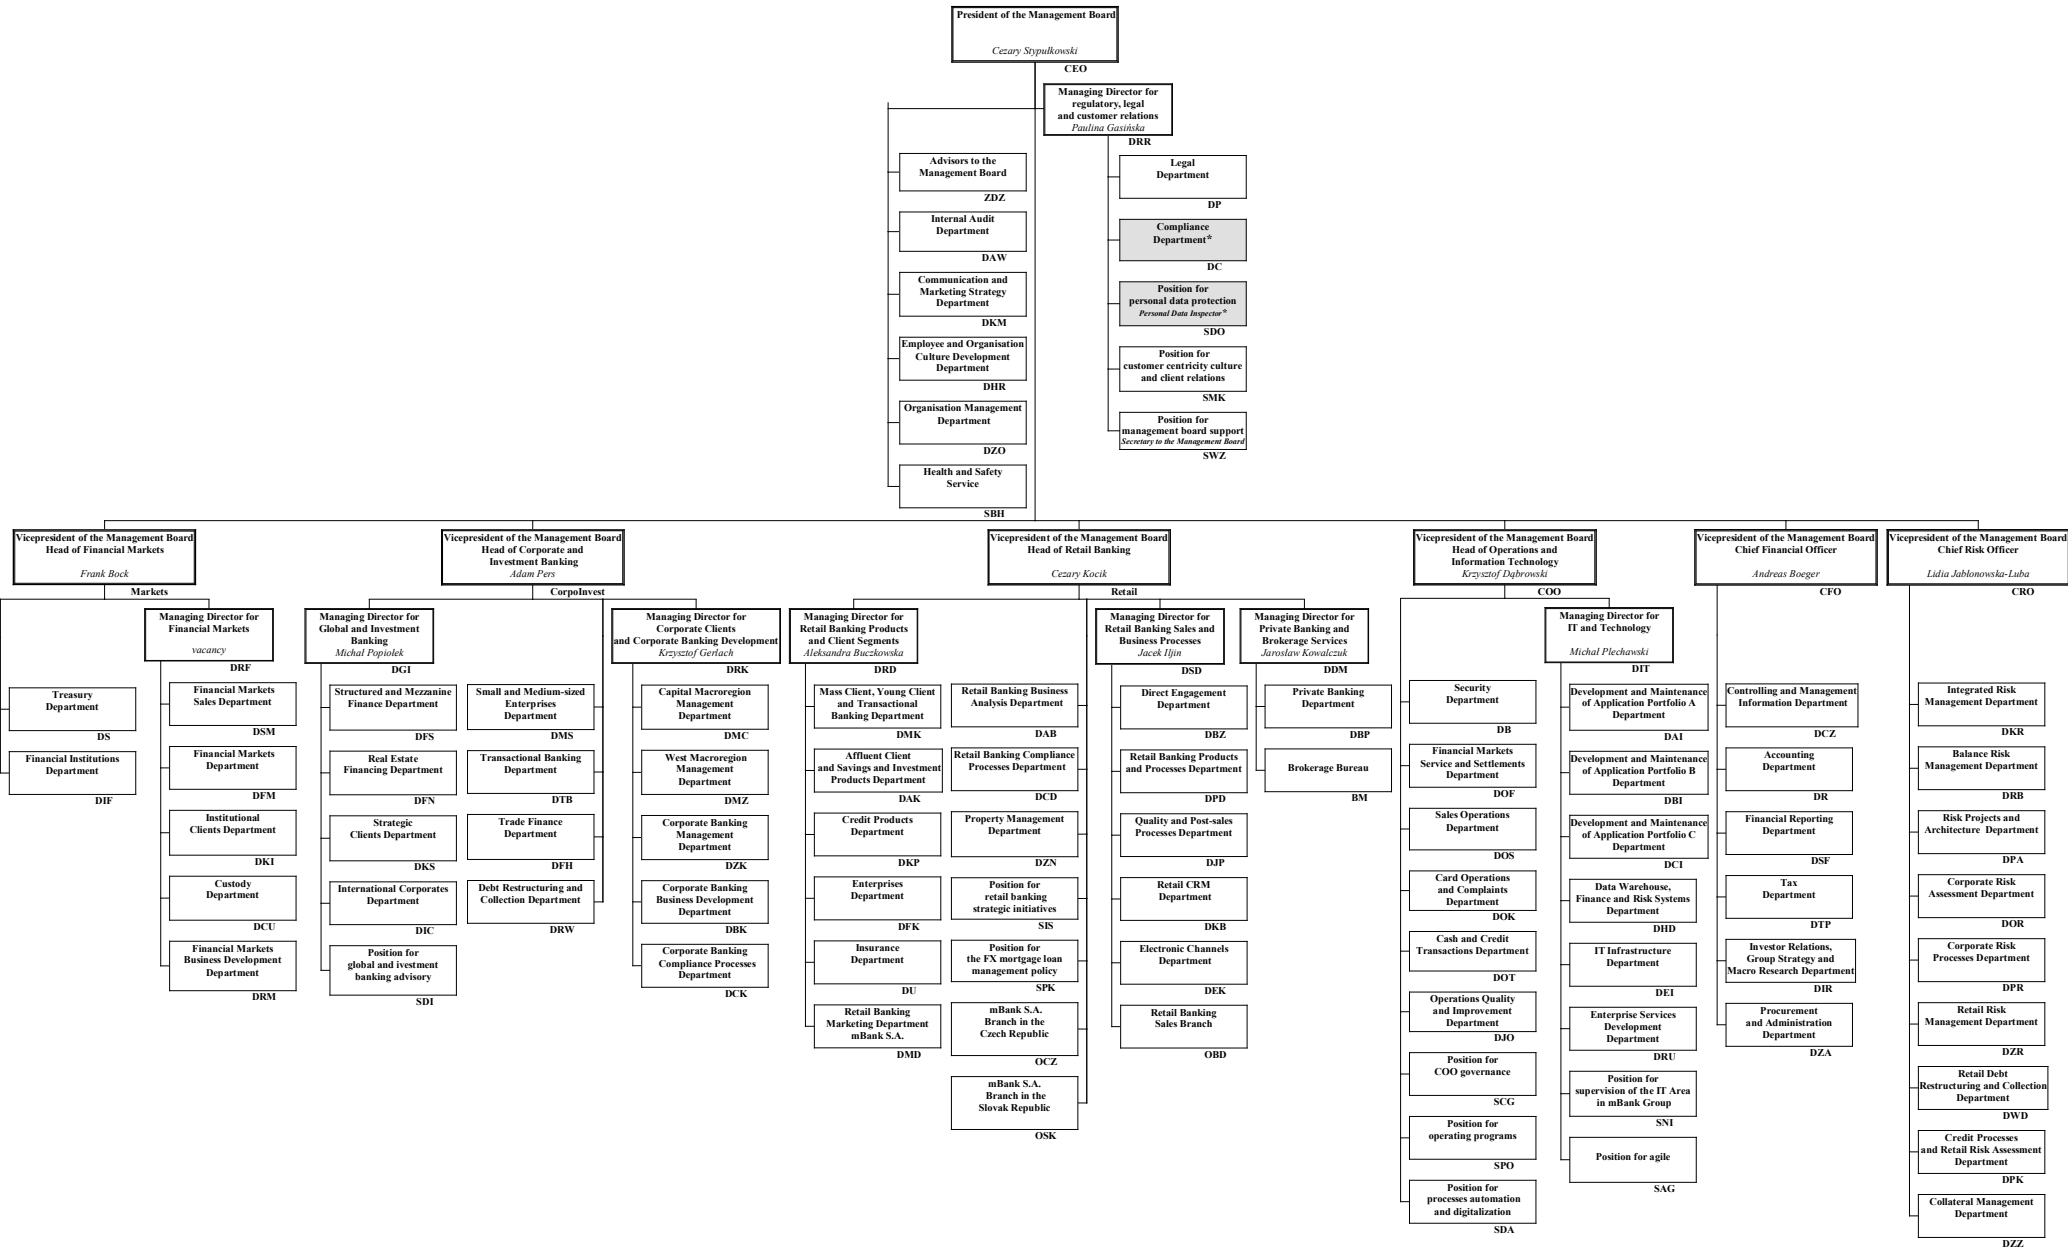 President of the Management Board
Cezary Stypułkowski
CEO
Managing Director for
regulatory, legal
and customer relations
Paulina Gasińska
DRR
Advisors to the
Management Board
ZDZ
Internal Audit
Department
DAW
Communication and
Marketing Strategy
Department
DKM
Employee and Organisation
Culture Development
Department
DHR
Organisation Management
Department
DZO
Health and Safety
Service
SBH
Legal
Department
DP
Compliance
Department*
DC
Position for
personal data protection
Personal Data Inspector*
SDO
Position for
customer centricity culture
and client relations
SMK
Position for
management board support
Secretary to the Management Board
SWZ
Vicepresident of the Management Board
Head of Financial Markets
Frank Bock
Markets
Treasury
Department
DS
Financial Institutions
Department
DIF
Managing Director for
Financial Markets
vacancy
DRF
Financial Markets
Sales Department
DSM
Financial Markets
Department
DFM
Institutional
Clients Department
DKI
Custody
Department
DCU
Financial Markets
Business Development
Department
DRM
Vicepresident of the Management Board
Head of Corporate and
Investment Banking
Adam Pers
CorpoInvest
Managing Director for
Global and Investment
Banking
Michał Popiołek
DGI
Structured and Mezzanine
Finance Department
DFS
Real Estate
Financing Department
DFN
Strategic
Clients Department
DKS
International Corporates
Department
DIC
Position for
global and ivestment
banking advisory
SDI
Small and Medium-sized
Enterprises
Department
DMS
Transactional Banking
Department
DTB
Trade Finance
Department
DFH
Debt Restructuring and
Collection Department
DRW
Managing Director for
Corporate Clients
and Corporate Banking Development
Krzysztof Gerlach
DRK
Capital Macroregion
Management
Department
DMC
West Macroregion
Management
Department
DMZ
Corporate Banking
Management
Department
DZK
Corporate Banking
Business Development
Department
DBK
Corporate Banking
Compliance Processes
Department
DCK
Vicepresident of the Management Board
Head of Retail Banking
Cezary Kocik
Retail
Managing Director for
Retail Banking Products
and Client Segments
Aleksandra Buczkowska
DRD
Mass Client, Young Client
and Transactional
Banking Department
DMK
Affluent Client
and Savings and Investment
Products Department
DAK
Credit Products
Department
DKP
Enterprises
Department
DFK
Insurance
Department
DU
Retail Banking
Marketing Department
mBank S.A.
DMD
Retail Banking Business
Analysis Department
DAB
Retail Banking Compliance
Processes Department
DCD
Property Management
Department
DZN
Position for
retail banking
strategic initiatives
SIS
Position for
the FX mortgage loan
management policy
SPK
mBank S.A.
Branch in the
Czech Republic
OCZ
mBank S.A.
Branch in the
Slovak Republic
OSK
Managing Director for
Retail Banking Sales and
Business Processes
Jacek Iljin
DSD
Direct Engagement
Department
DBZ
Retail Banking Products
and Processes Department
DPD
Quality and Post-sales
Processes Department
DJP
Retail CRM
Department
DKB
Electronic Channels
Department
DEK
Retail Banking
Sales Branch
OBD
Managing Director for
Private Banking and
Brokerage Services
Jarosław Kowalczuk
DDM
Private Banking
Department
DBP
Brokerage Bureau
BM
Vicepresident of the Management Board
Head of Operations and
Information Technology
Krzysztof Dąbrowski
COO
Security
Department
DB
Financial Markets
Service and Settlements
Department
DOF
Sales Operations
Department
DOS
Card Operations
and Complaints
Department
DOK
Cash and Credit
Transactions Department
DOT
Operations Quality
and Improvement
Department
DJO
Position for
COO governance
SCG
Position for
operating programs
SPO
Position for
processes automation
and digitalization
SDA
Managing Director for
IT and Technology
Michał Plechawski
DIT
Development and Maintenance
of Application Portfolio A
Department
DAI
Development and Maintenance
of Application Portfolio B
Department
DBI
Development and Maintenance
of Application Portfolio C
Department
DCI
Data Warehouse,
Finance and Risk Systems
Department
DHD
IT Infrastructure
Department
DEI
Enterprise Services
Development
Department
DRU
Position for
supervision of the IT Area
in mBank Group
SNI
Position for agile
SAG
Vicepresident of the Management Board
Chief Financial Officer
Andreas Boeger
CFO
Controlling and Management
Information Department
DCZ
Accounting
Department
DR
Financial Reporting
Department
DSF
Tax
Department
DTP
Investor Relations,
Group Strategy and
Macro Research Department
DIR
Procurement
and Administration
Department
DZA
Vicepresident of the Management Board
Chief Risk Officer
Lidia Jabłonowska-Luba
CRO
Integrated Risk
Management Department
DKR
Balance Risk
Management Department
DRB
Risk Projects and
Architecture Department
DPA
Corporate Risk
Assessment Department
DOR
Corporate Risk
Processes Department
DPR
Retail Risk
Management Department
DZR
Retail Debt
Restructuring and Collection
Department
DWD
Credit Processes
and Retail Risk Assessment
Department
DPK
Collateral Management
Department
DZZ